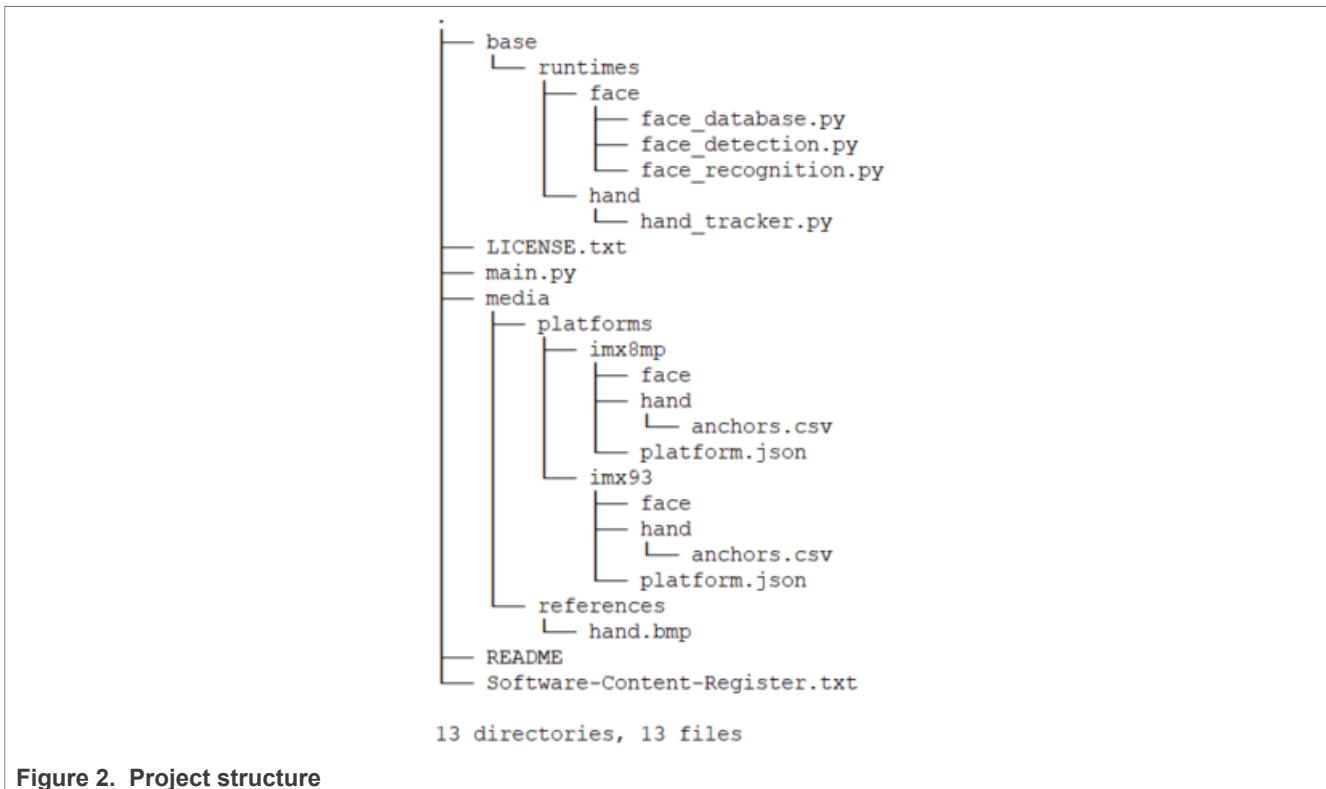 .
├── base
│   └── runtimes
│       ├── face
│       │   ├── face_database.py
│       │   ├── face_detection.py
│       │   └── face_recognition.py
│       └── hand
│           └── hand_tracker.py
├── LICENSE.txt
├── main.py
├── media
│   ├── platforms
│   │   ├── imx8mp
│   │   │   ├── face
│   │   │   ├── hand
│   │   │   │   └── anchors.csv
│   │   │   └── platform.json
│   │   └── imx93
│   │       ├── face
│   │       ├── hand
│   │       │   └── anchors.csv
│   │       └── platform.json
│   └── references
│       └── hand.bmp
├── README
└── Software-Content-Register.txt
13 directories, 13 files
Figure 2. Project structure